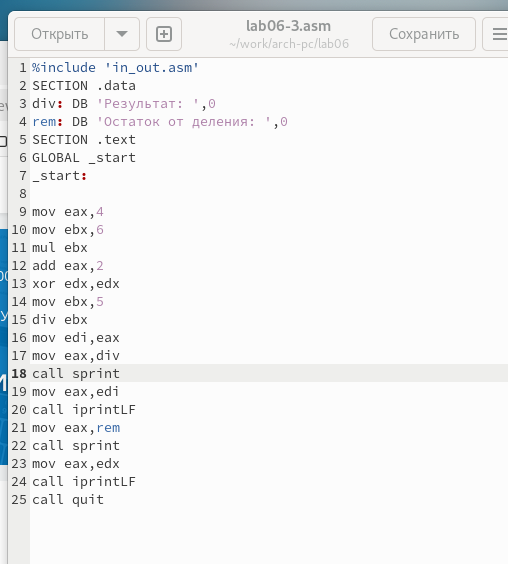 Открыть
lab06-3.asm
~/work/arch-pc/lab06
Сохранить
1 %include 'in_out.asm'
2 SECTION .data
3 div: DB 'Результат: ',0
4 rem: DB 'Остаток от деления: ',0
5 SECTION .text
6 GLOBAL _start
7 _start:
8
9 mov eax,4
10 mov ebx,6
11 mul ebx
12 add eax,2
13 xor edx,edx
14 mov ebx,5
15 div ebx
16 mov edi,eax
17 mov eax,div
18 call sprint
19 mov eax,edi
20 call iprintLF
21 mov eax,rem
22 call sprint
23 mov eax,edx
24 call iprintLF
25 call quit